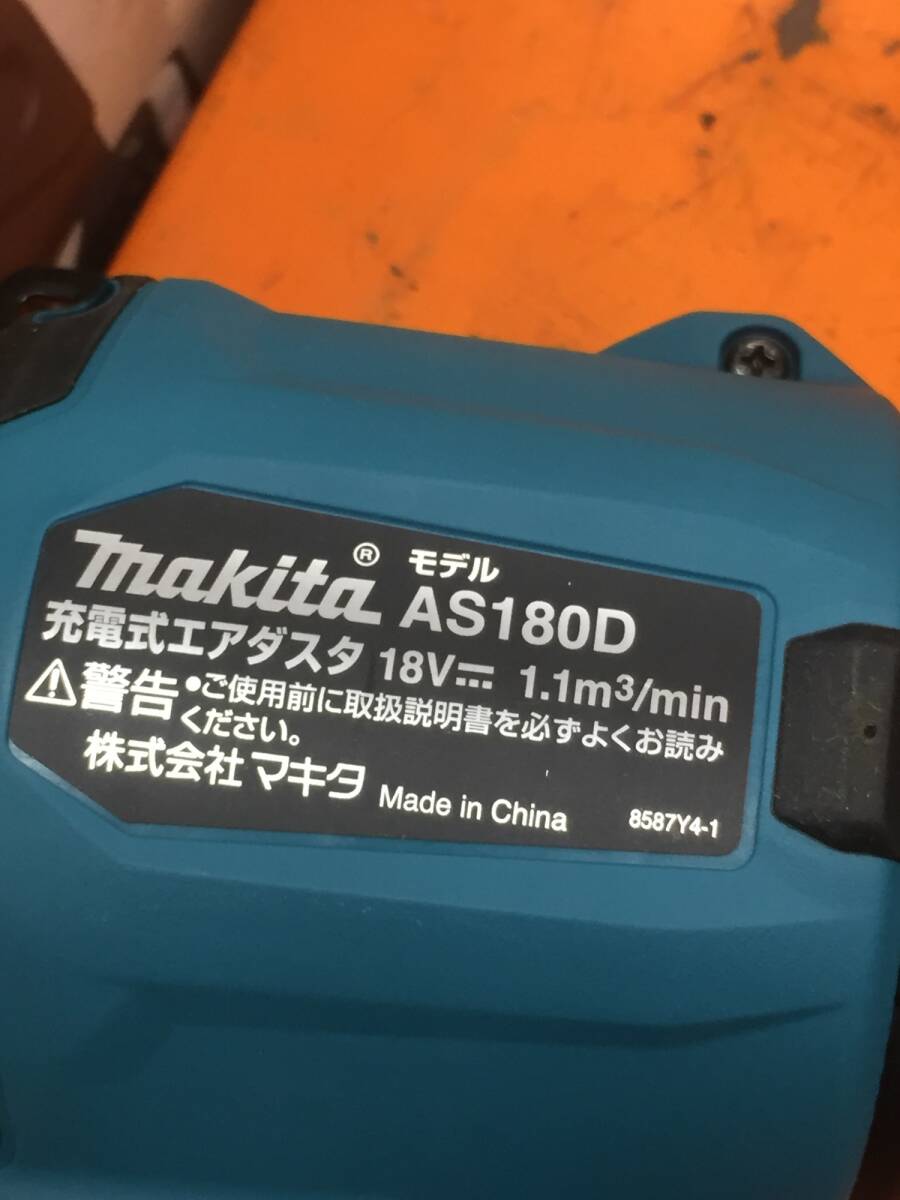 makita® モデル AS180D
充電式エアダスタ 18V⎓ 1.1m³/min
⚠警告 •ご使用前に取扱説明書を必ずよくお読み
ください。
株式会社マキタ Made in China 8587Y4-1